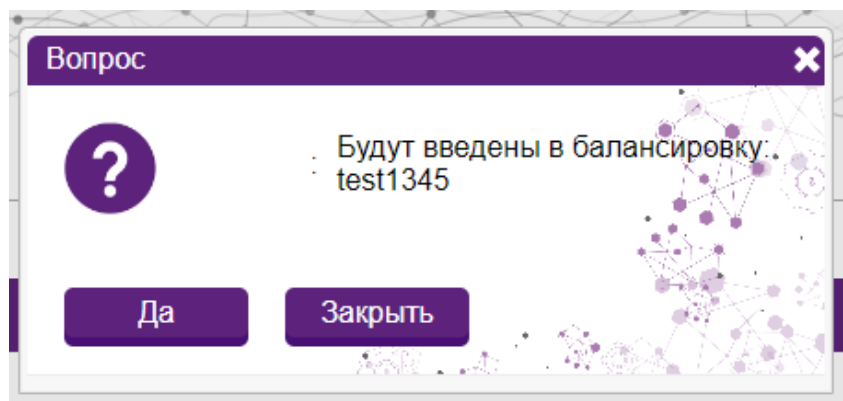 Вопрос
?
Будут введены в балансировку:
test1345
Да
Закрыть